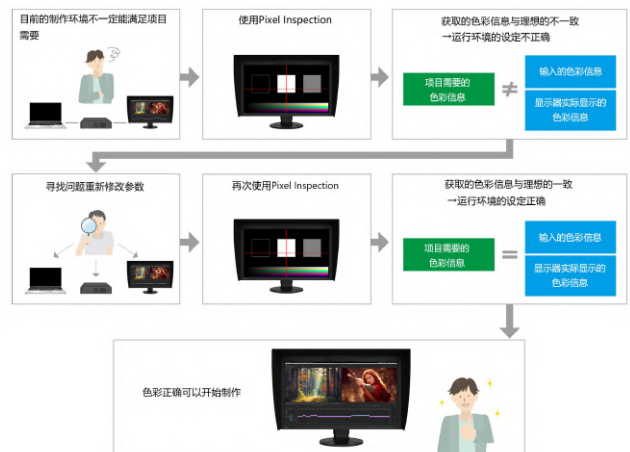 目前的制作环境不一定能满足项目
需要
使用Pixel Inspection
获取的色彩信息与理想的不一致
→运行环境的设定不正确
项目需要的
色彩信息
≠
输入的色彩信息
显示器实际显示的
色彩信息
寻找问题重新修改参数
再次使用Pixel Inspection
获取的色彩信息与理想的一致
→运行环境的设定正确
项目需要的
色彩信息
=
输入的色彩信息
显示器实际显示的
色彩信息
色彩正确可以开始制作